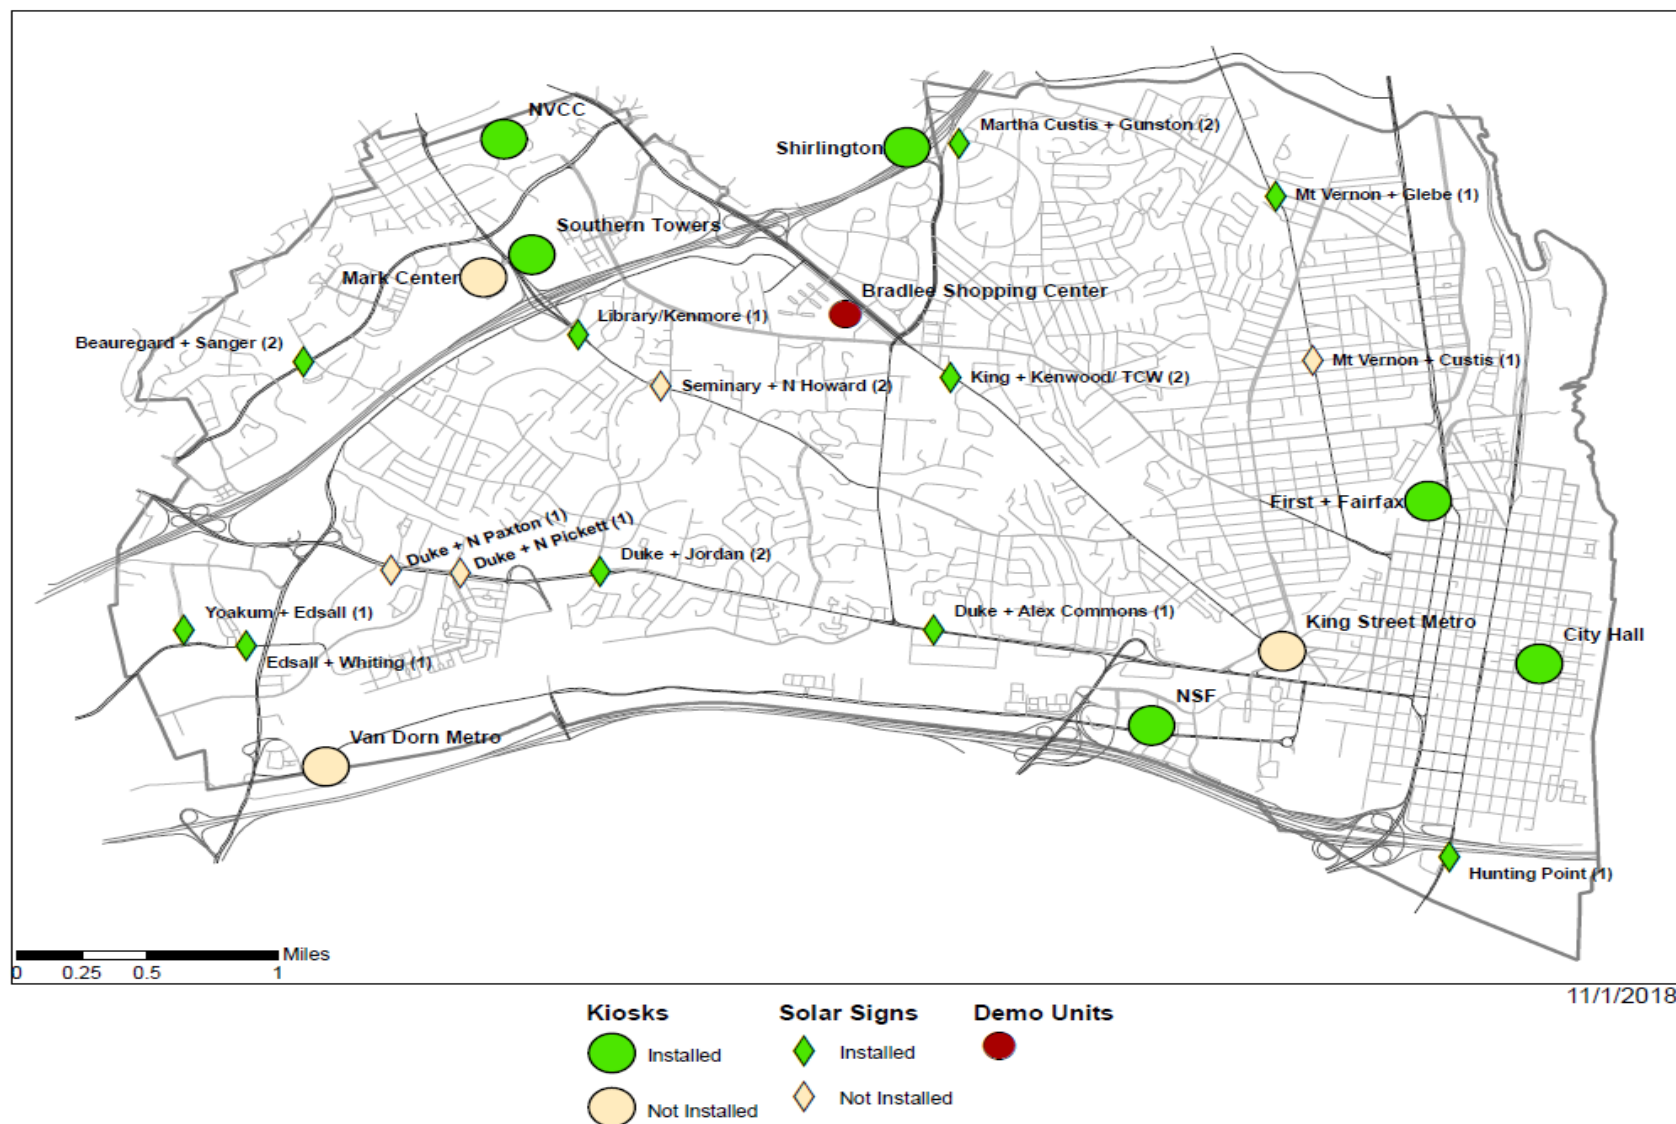 NVCC
Martha Custis + Gunston (2)
Shirlington
Mt Vernon + Glebe (1)
Southern Towers
Mark Center
Bradlee Shopping Center
Library/Kenmore (1)
Beauregard + Sanger (2)
Mt Vernon + Custis (1)
Seminary + N Howard (2)
King + Kenwood/ TCW (2)
First + Fairfax
Duke + N Paxton (1)
Duke + N Pickett (1)
Duke + Jordan (2)
Yoakum + Edsall (1)
Duke + Alex Commons (1)
King Street Metro
City Hall
Edsall + Whiting (1)
NSF
Van Dorn Metro
Hunting Point (1)
Miles
0 0.25 0.5 1
11/1/2018
Kiosks Solar Signs Demo Units
Installed Installed
Not Installed Not Installed